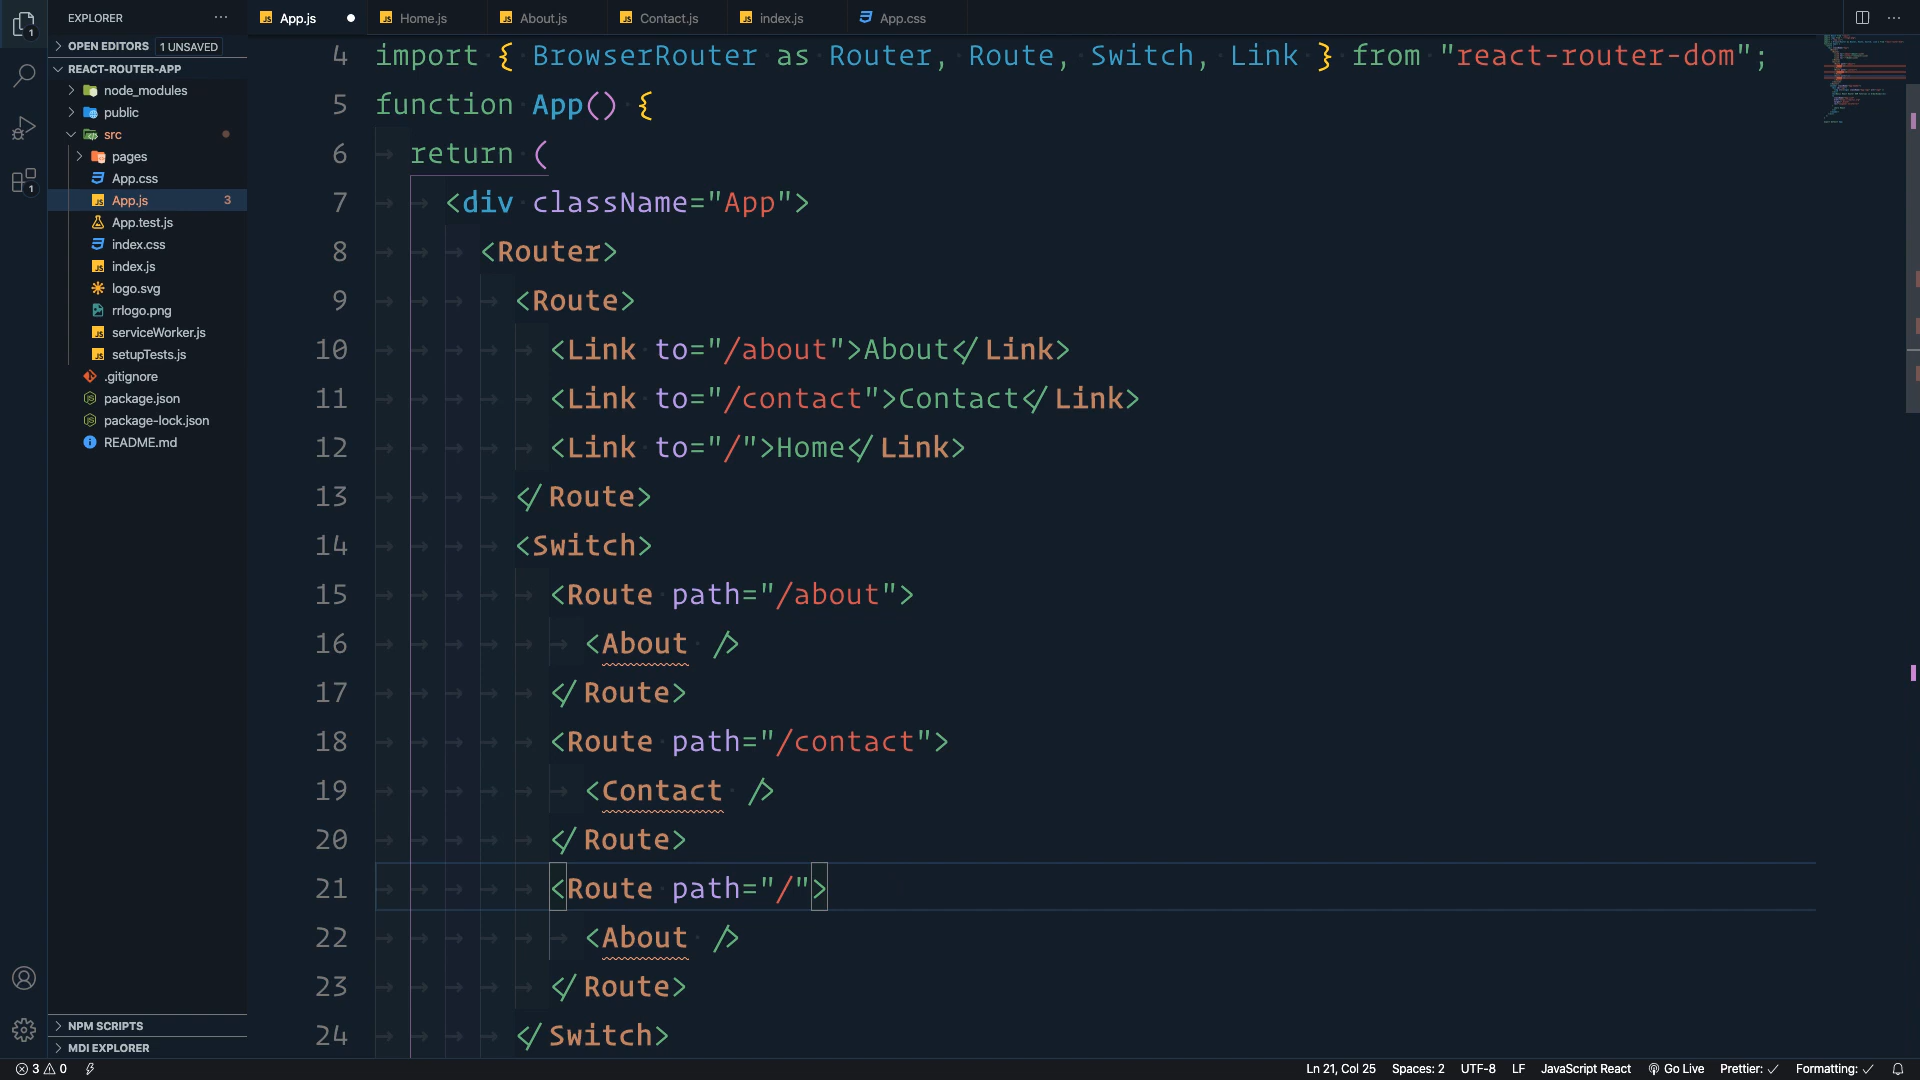 EXPLORER
OPEN EDITORS 1 UNSAVED
REACT-ROUTER-APP
node_modules
public
src
pages
App.css
App.js 3
App.test.js
index.css
index.js
logo.svg
rrlogo.png
serviceWorker.js
setupTests.js
.gitignore
package.json
package-lock.json
README.md
NPM SCRIPTS
MDI EXPLORER
App.js Home.js About.js Contact.js index.js App.css
4 import { BrowserRouter as Router, Route, Switch, Link } from "react-router-dom";
5 function App() {
6 return (
7 <div className="App">
8 <Router>
9 <Route>
10 <Link to="/about">About</Link>
11 <Link to="/contact">Contact</Link>
12 <Link to="/">Home</Link>
13 </Route>
14 <Switch>
15 <Route path="/about">
16 <About />
17 </Route>
18 <Route path="/contact">
19 <Contact />
20 </Route>
21 <Route path="/">
22 <About />
23 </Route>
24 </Switch>
3 0 Ln 21, Col 25 Spaces: 2 UTF-8 LF JavaScript React Go Live Prettier: ✓ Formatting: ✓